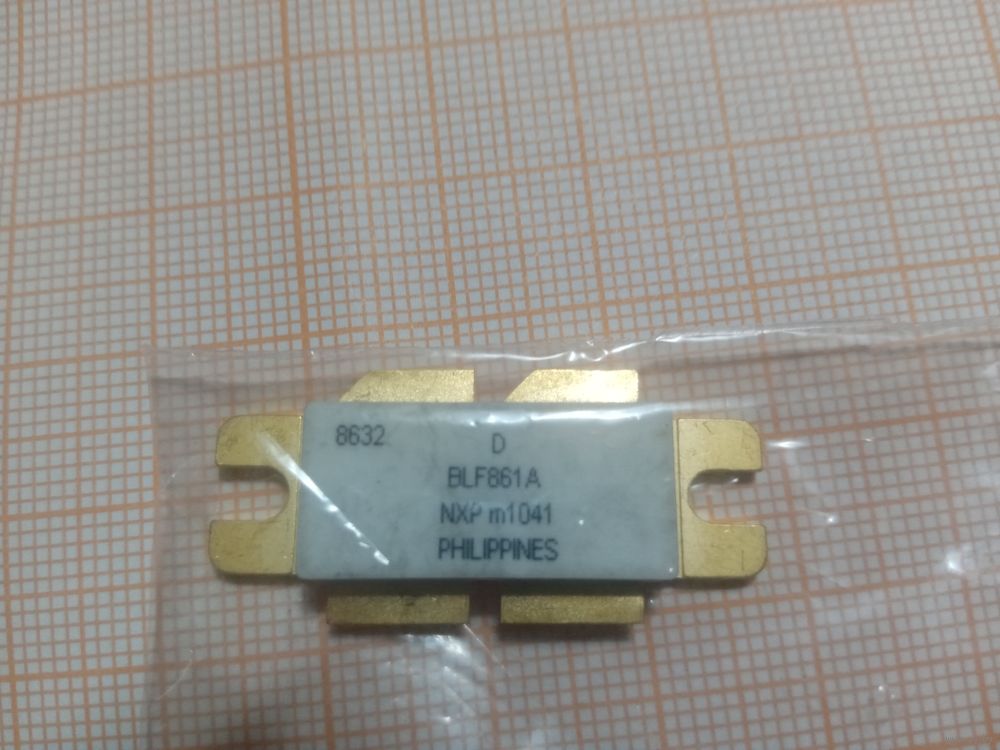 8632
D
BLF861A
NXP m1041
PHILIPPINES